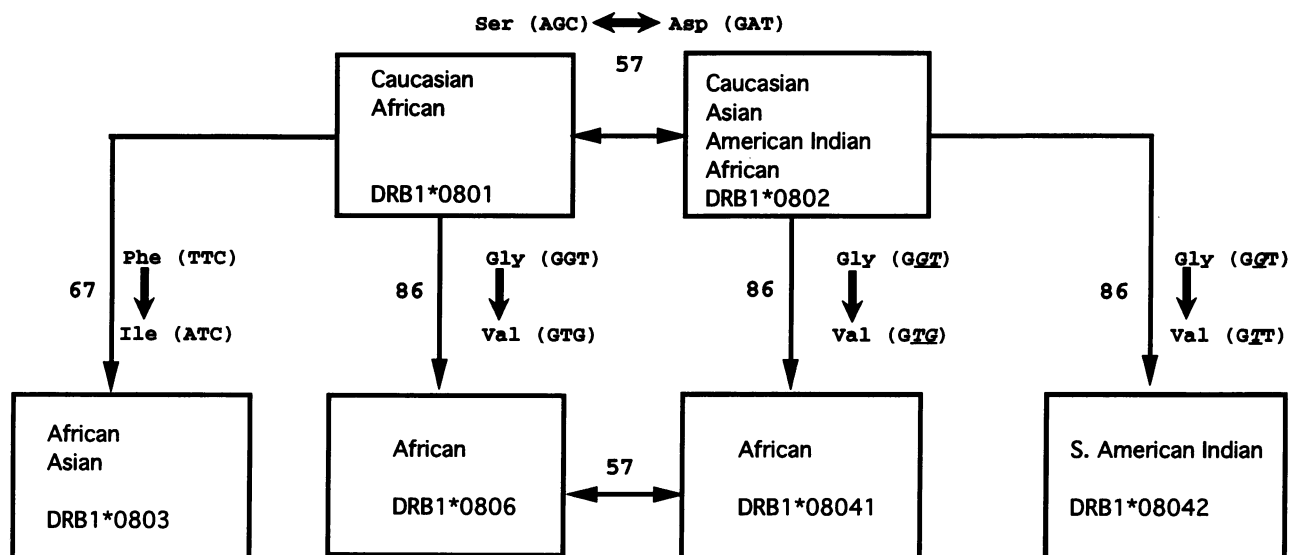 Ser (AGC) Asp (GAT)
57
Caucasian
African
DRB1*0801
Caucasian
Asian
American Indian
African
DRB1*0802
67
Phe (TTC)
Ile (ATC)
86
Gly (GGT)
Val (GTG)
86
Gly (GGT)
Val (GTG)
86
Gly (GGT)
Val (GTT)
African
Asian
DRB1*0803
African
DRB1*0806
57
African
DRB1*08041
S. American Indian
DRB1*08042